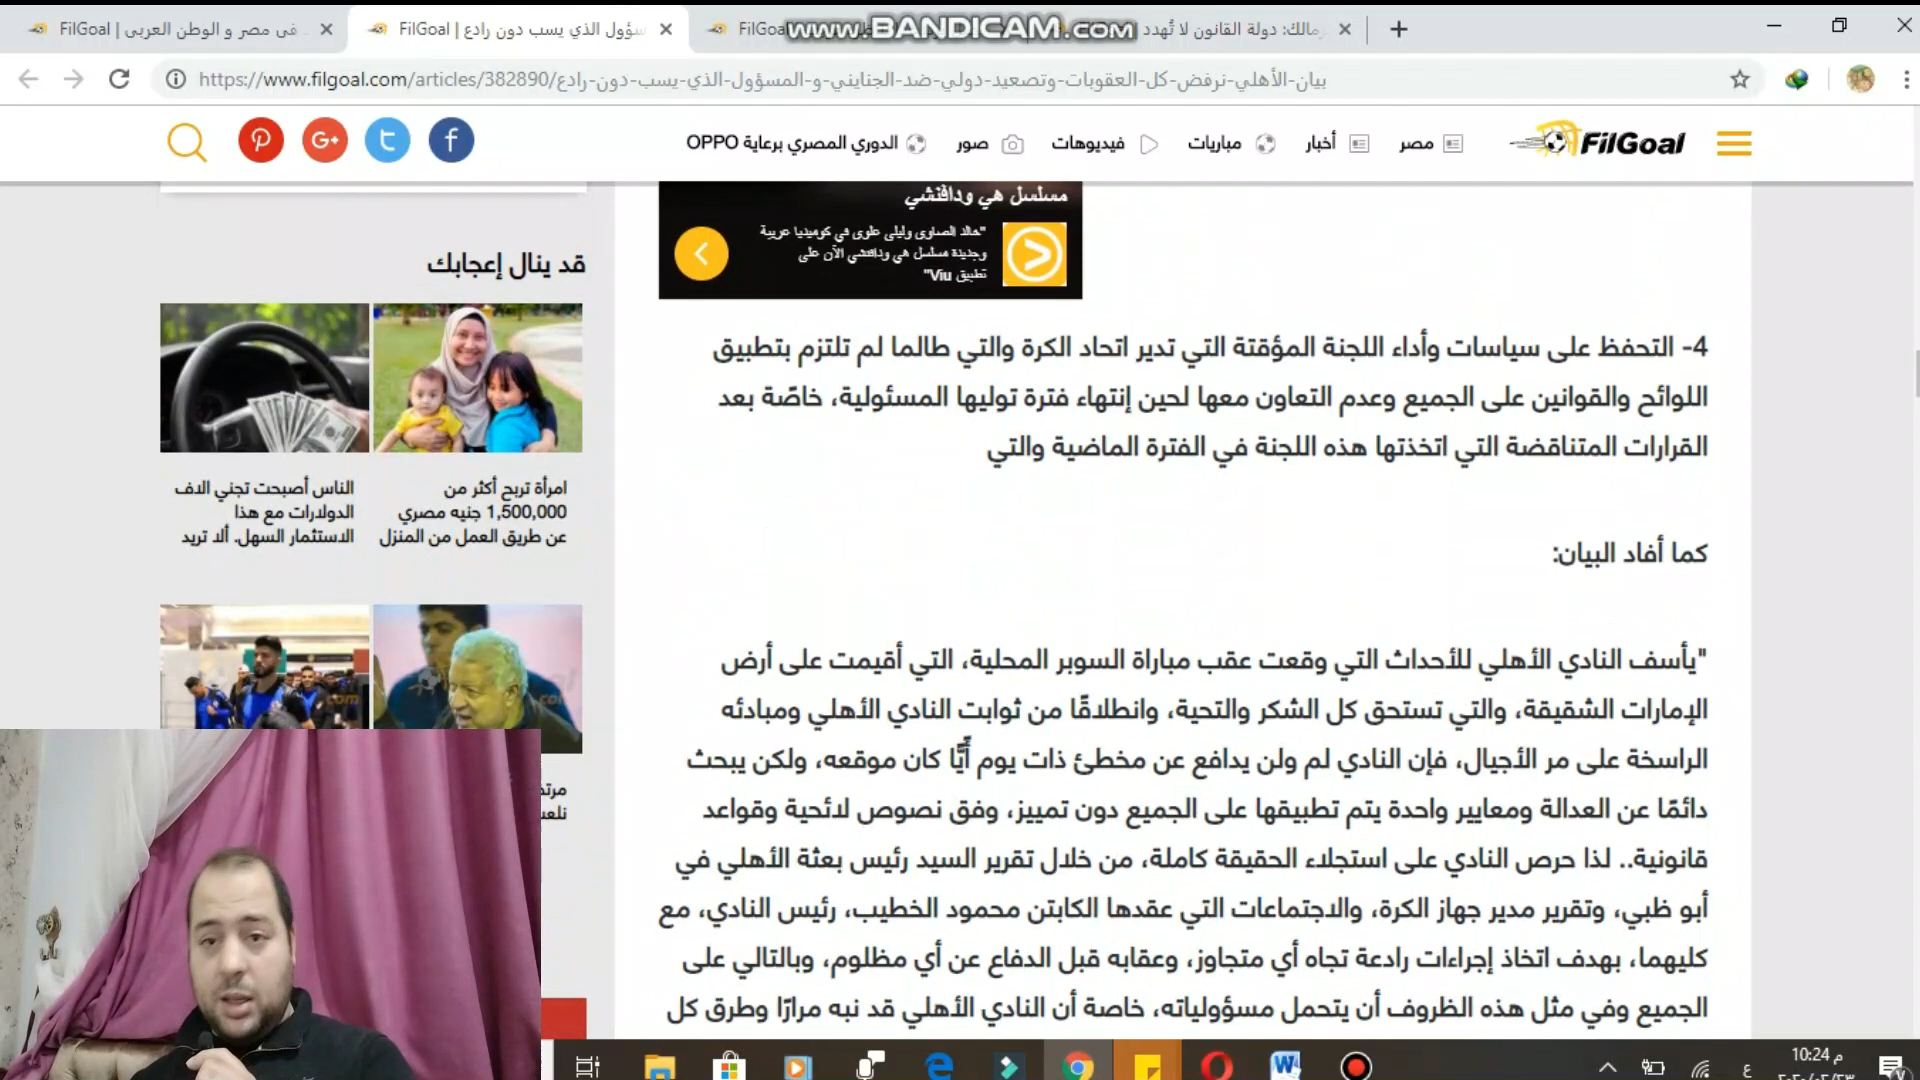 في مصر و الوطن العربي | FilGoal
سؤول الذي يسب دون رادع | FilGoal
FilGoal
www.BANDICAM.com
زمالك: دولة القانون لا تُهدد
https://www.filgoal.com/articles/382890/بيان-الأهلي-نرفض-كل-العقوبات-وتصعيد-دولي-ضد-الجنايني-و-المسؤول-الذي-يسب-دون-رادع
FilGoal
مصر
أخبار
مباريات
فيديوهات
صور
الدوري المصري برعاية OPPO
مسلسل هي ودافنشي
"خالد الصاوى وليلى علوى في كوميديا عربية
وجديدة مسلسل هي ودافنشي الآن على
تطبيق Viu"
4- التحفظ على سياسات وأداء اللجنة المؤقتة التي تدير اتحاد الكرة والتي طالما لم تلتزم بتطبيق
اللوائح والقوانين على الجميع وعدم التعاون معها لحين إنتهاء فترة توليها المسئولية، خاصًة بعد
القرارات المتناقضة التي اتخذتها هذه اللجنة في الفترة الماضية والتي
كما أفاد البيان:
"يأسف النادي الأهلي للأحداث التي وقعت عقب مباراة السوبر المحلية، التي أقيمت على أرض
الإمارات الشقيقة، والتي تستحق كل الشكر والتحية، وانطلاقًا من ثوابت النادي الأهلي ومبادئه
الراسخة على مر الأجيال، فإن النادي لم ولن يدافع عن مخطئ ذات يوم أيًّا كان موقعه، ولكن يبحث
دائمًا عن العدالة ومعايير واحدة يتم تطبيقها على الجميع دون تمييز، وفق نصوص لائحية وقواعد
قانونية.. لذا حرص النادي على استجلاء الحقيقة كاملة، من خلال تقرير السيد رئيس بعثة الأهلي في
أبو ظبي، وتقرير مدير جهاز الكرة، والاجتماعات التي عقدها الكابتن محمود الخطيب، رئيس النادي، مع
كليهما، بهدف اتخاذ إجراءات رادعة تجاه أي متجاوز، وعقابه قبل الدفاع عن أي مظلوم، وبالتالي على
الجميع وفي مثل هذه الظروف أن يتحمل مسؤولياته، خاصة أن النادي الأهلي قد نبه مرارًا وطرق كل
قد ينال إعجابك
امرأة تربح أكثر من
1,500,000 جنيه مصري
عن طريق العمل من المنزل
الناس أصبحت تجني الاف
الدولارات مع هذا
الاستثمار السهل. ألا تريد
10:24 م